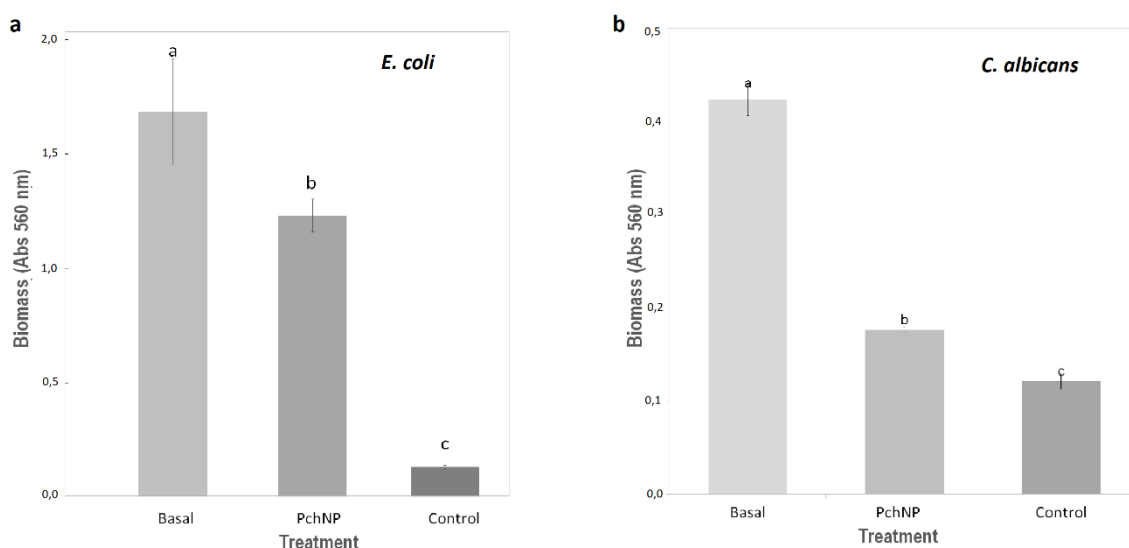 a
E. coli
Biomass (Abs 560 nm)
2,0
1,5
1,0
0,5
0,0
a
b
c
Basal PchNP Control
Treatment
b
C. albicans
Biomass (Abs 560 nm)
0,5
0,4
0,3
0,2
0,1
0,0
a
b
c
Basal PchNP Control
Treatment